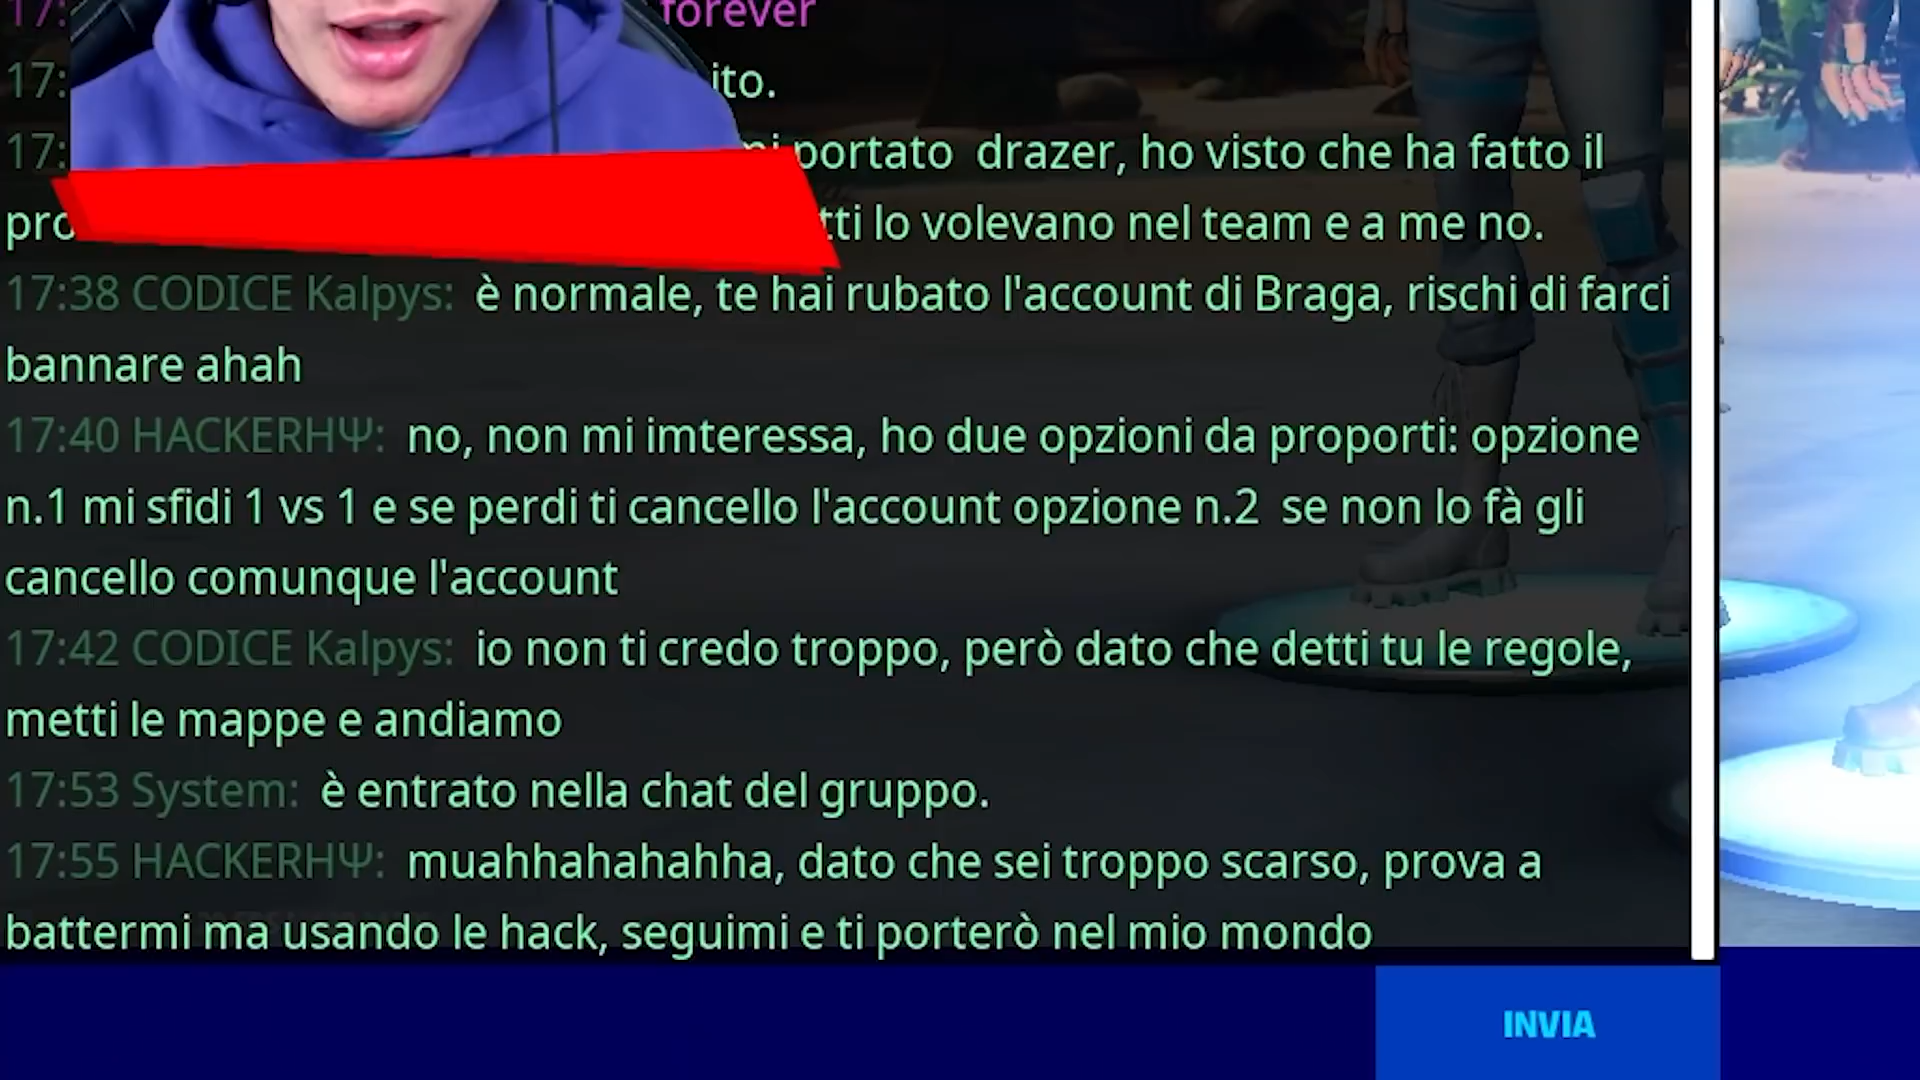 forever
ito.
portato  drazer, ho visto che ha fatto il
lo volevano nel team e a me no.
17:38 CODICE Kalpys:  è normale, te hai rubato l'account di Braga, rischi di farci
bannare ahah
17:40 HACKERHΨ:  no, non mi imteressa, ho due opzioni da proporti: opzione
n.1 mi sfidi 1 vs 1 e se perdi ti cancello l'account opzione n.2  se non lo fà gli
cancello comunque l'account
17:42 CODICE Kalpys:  io non ti credo troppo, però dato che detti tu le regole,
metti le mappe e andiamo
17:53 System:  è entrato nella chat del gruppo.
17:55 HACKERHΨ:  muahhahahahha, dato che sei troppo scarso, prova a
battermi ma usando le hack, seguimi e ti porterò nel mio mondo
INVIA